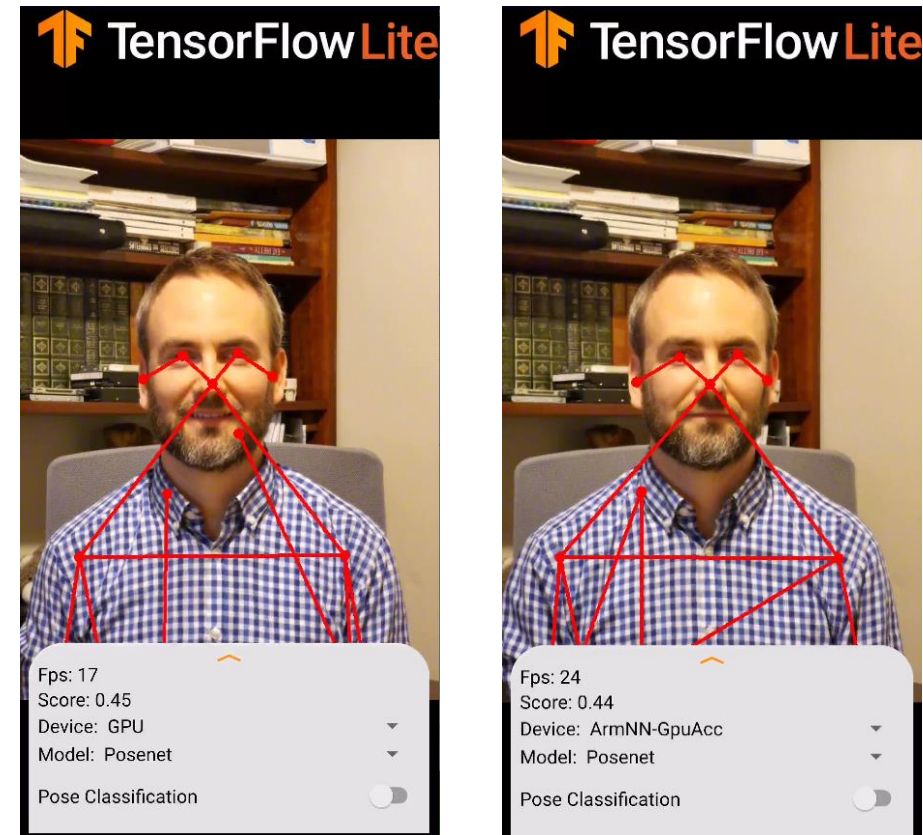 TensorFlow Lite
Fps: 17
Score: 0.45
Device: GPU
Model: Posenet
Pose Classification
TensorFlow Lite
Fps: 24
Score: 0.44
Device: ArmNN-GpuAcc
Model: Posenet
Pose Classification